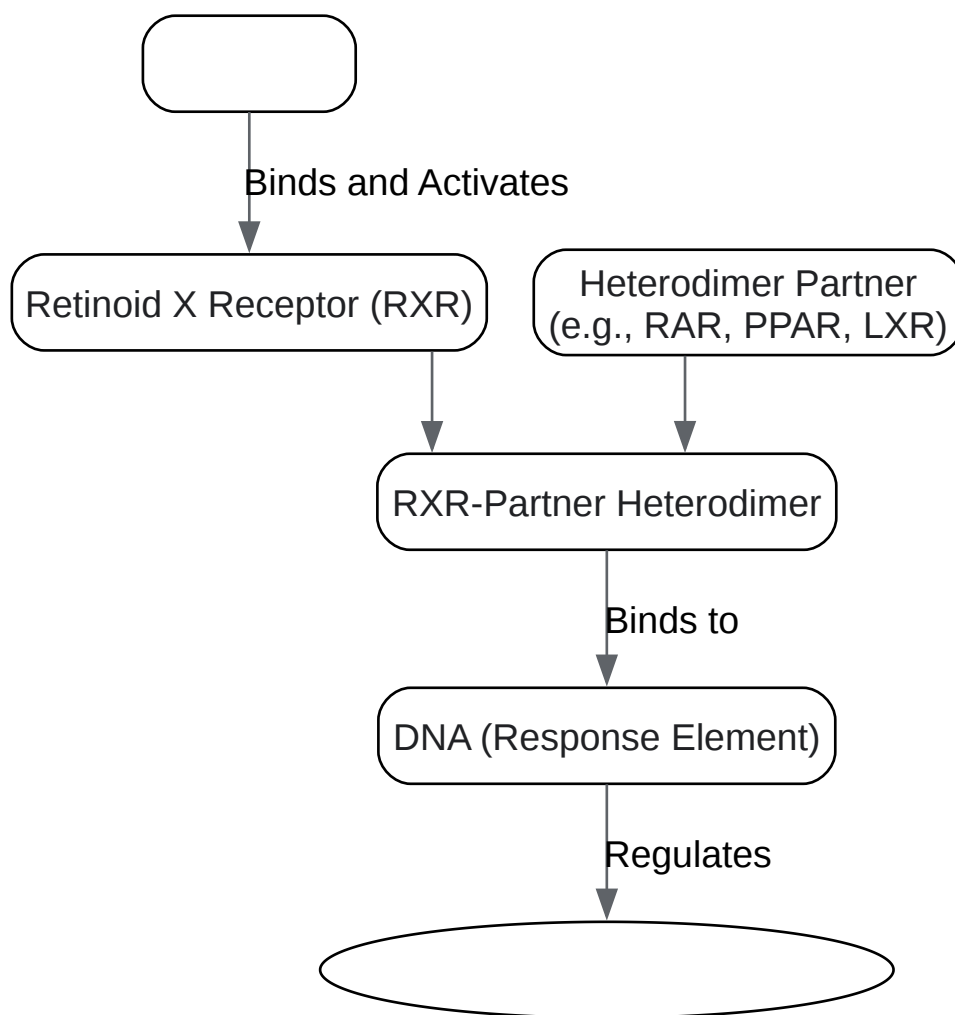 Binds and Activates
Retinoid X Receptor (RXR)
Heterodimer Partner
(e.g., RAR, PPAR, LXR)
RXR-Partner Heterodimer
Binds to
DNA (Response Element)
Regulates